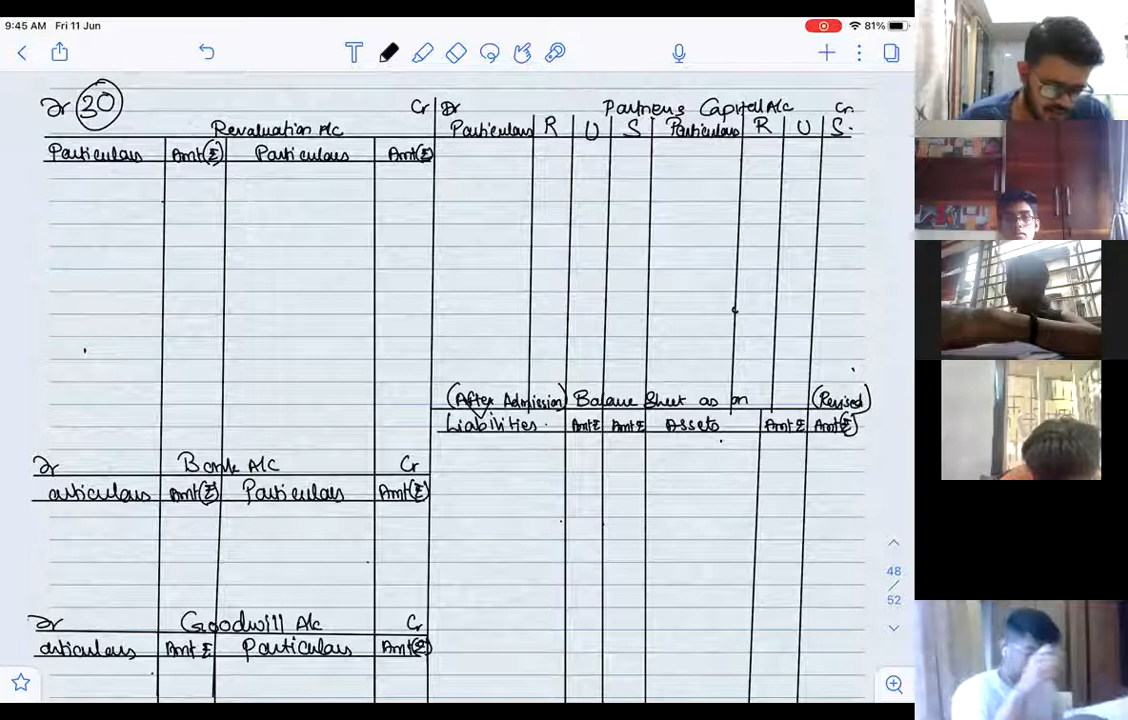 9:45 AM Fri 11 Jun
81%
Dr 30 Cr
Revaluation A/c
Particulars Amt(₹) Particulars Amt(₹)
Dr Partners Capital A/c Cr
Particulars R U S Particulars R U S
(After Admission) Balance Sheet as on (Revised)
Liabilities Amt₹ Amt₹ Assets Amt₹ Amt(₹)
Dr Bank A/c Cr
articulars Amt(₹) Particulars Amt(₹)
Dr Goodwill A/c Cr
articulars Amt ₹ Particulars Amt(₹)
48
/
52